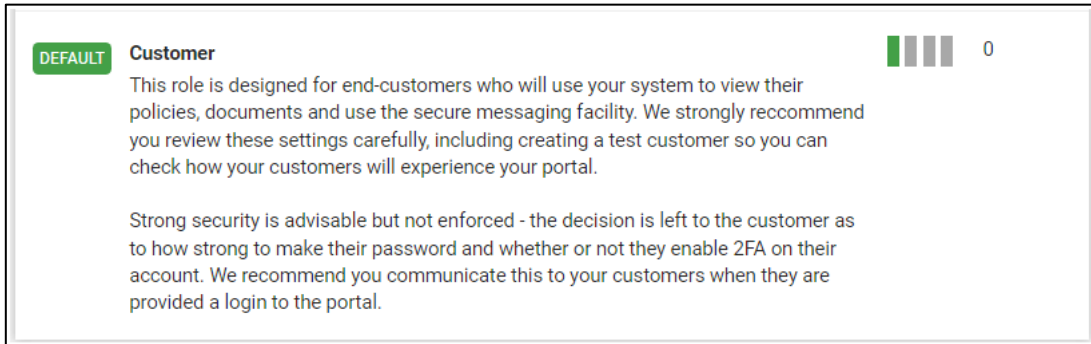 DEFAULT
Customer
0
This role is designed for end-customers who will use your system to view their
policies, documents and use the secure messaging facility. We strongly reccommend
you review these settings carefully, including creating a test customer so you can
check how your customers will experience your portal.
Strong security is advisable but not enforced - the decision is left to the customer as
to how strong to make their password and whether or not they enable 2FA on their
account. We recommend you communicate this to your customers when they are
provided a login to the portal.